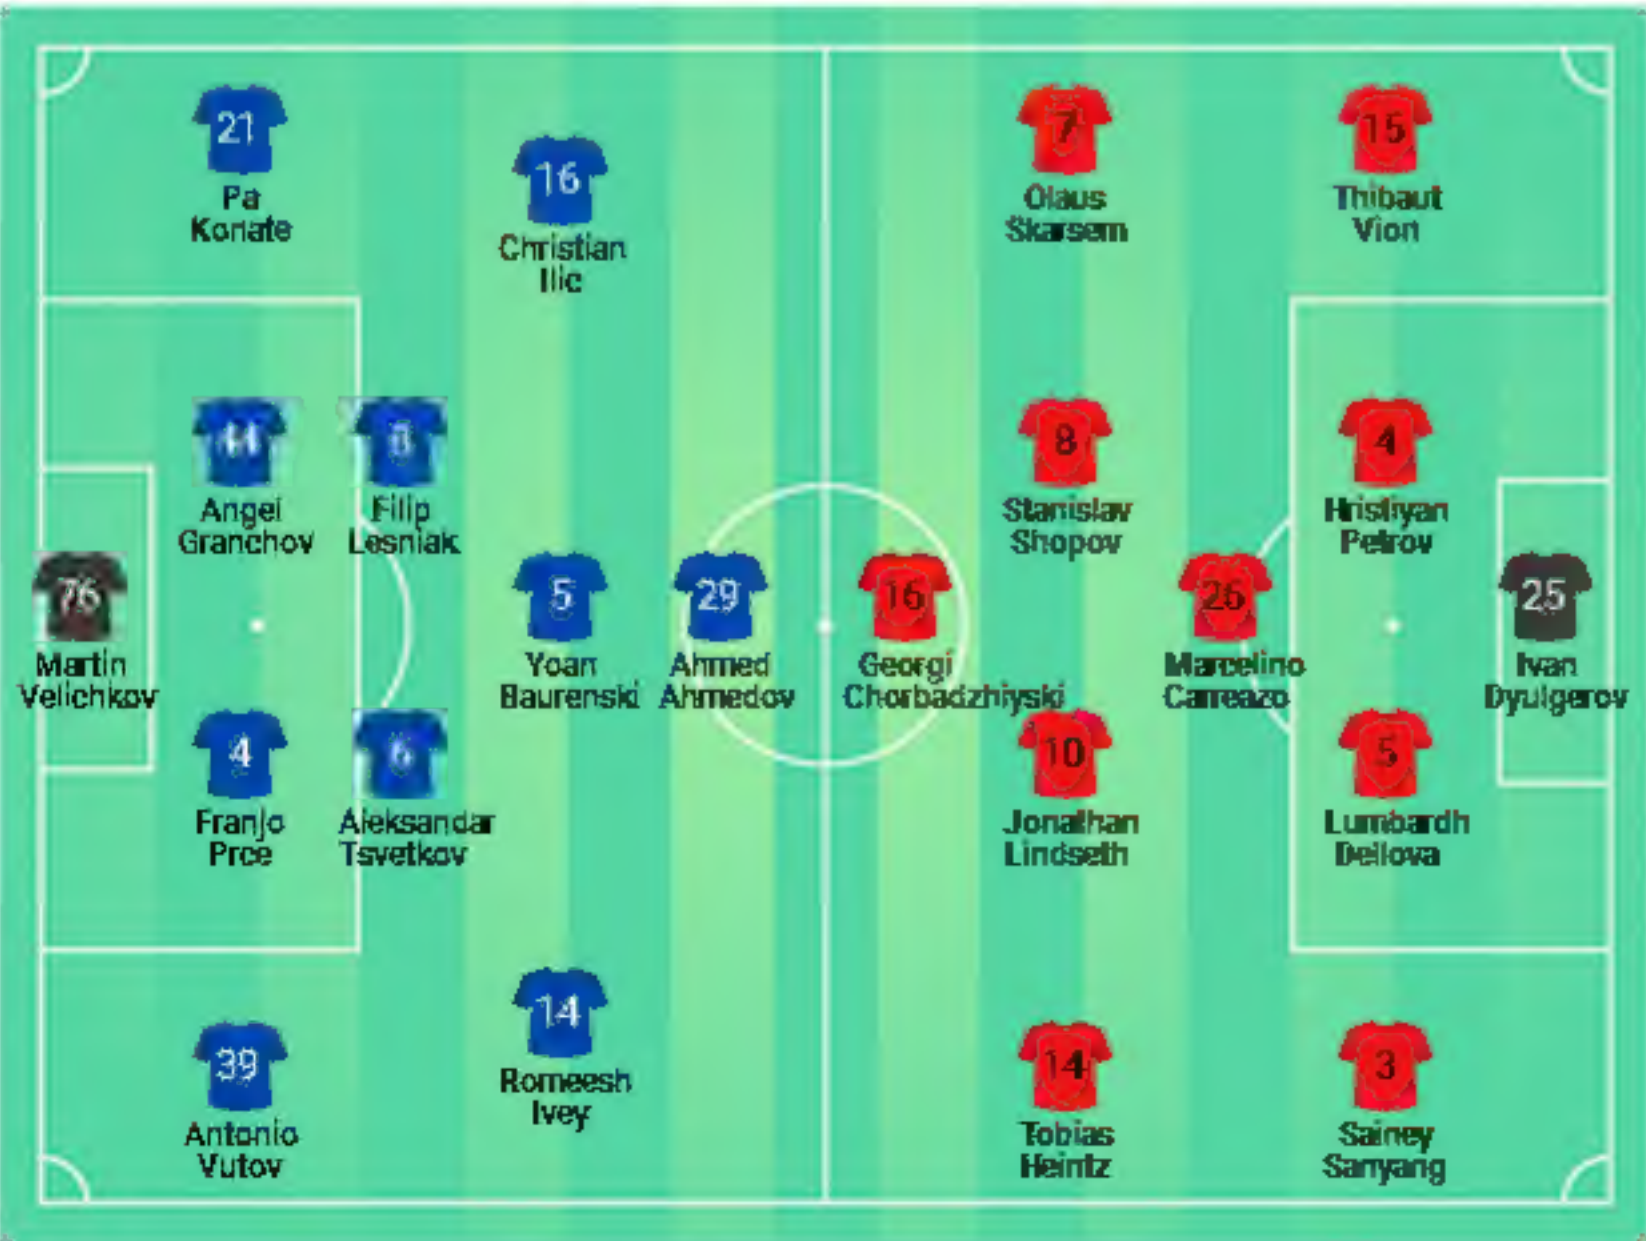 21
Pa
Konate
16
Christian
Ilic
44
Angel
Granchov
8
Filip
Lesniak
76
Martin
Velichkov
5
Yoan
Baurenski
29
Ahmed
Ahmedov
4
Franjo
Prce
6
Aleksandar
Tsvetkov
39
Antonio
Vutov
14
Romeesh
Ivey
7
Olaus
Skarsem
15
Thibaut
Vion
8
Stanislav
Shopov
4
Hristiyan
Petrov
16
Georgi
Chorbadzhiyski
26
Marcelino
Carreazo
25
Ivan
Dyulgerov
10
Jonathan
Lindseth
5
Lumbardh
Dellova
14
Tobias
Heintz
3
Sainey
Sanyang